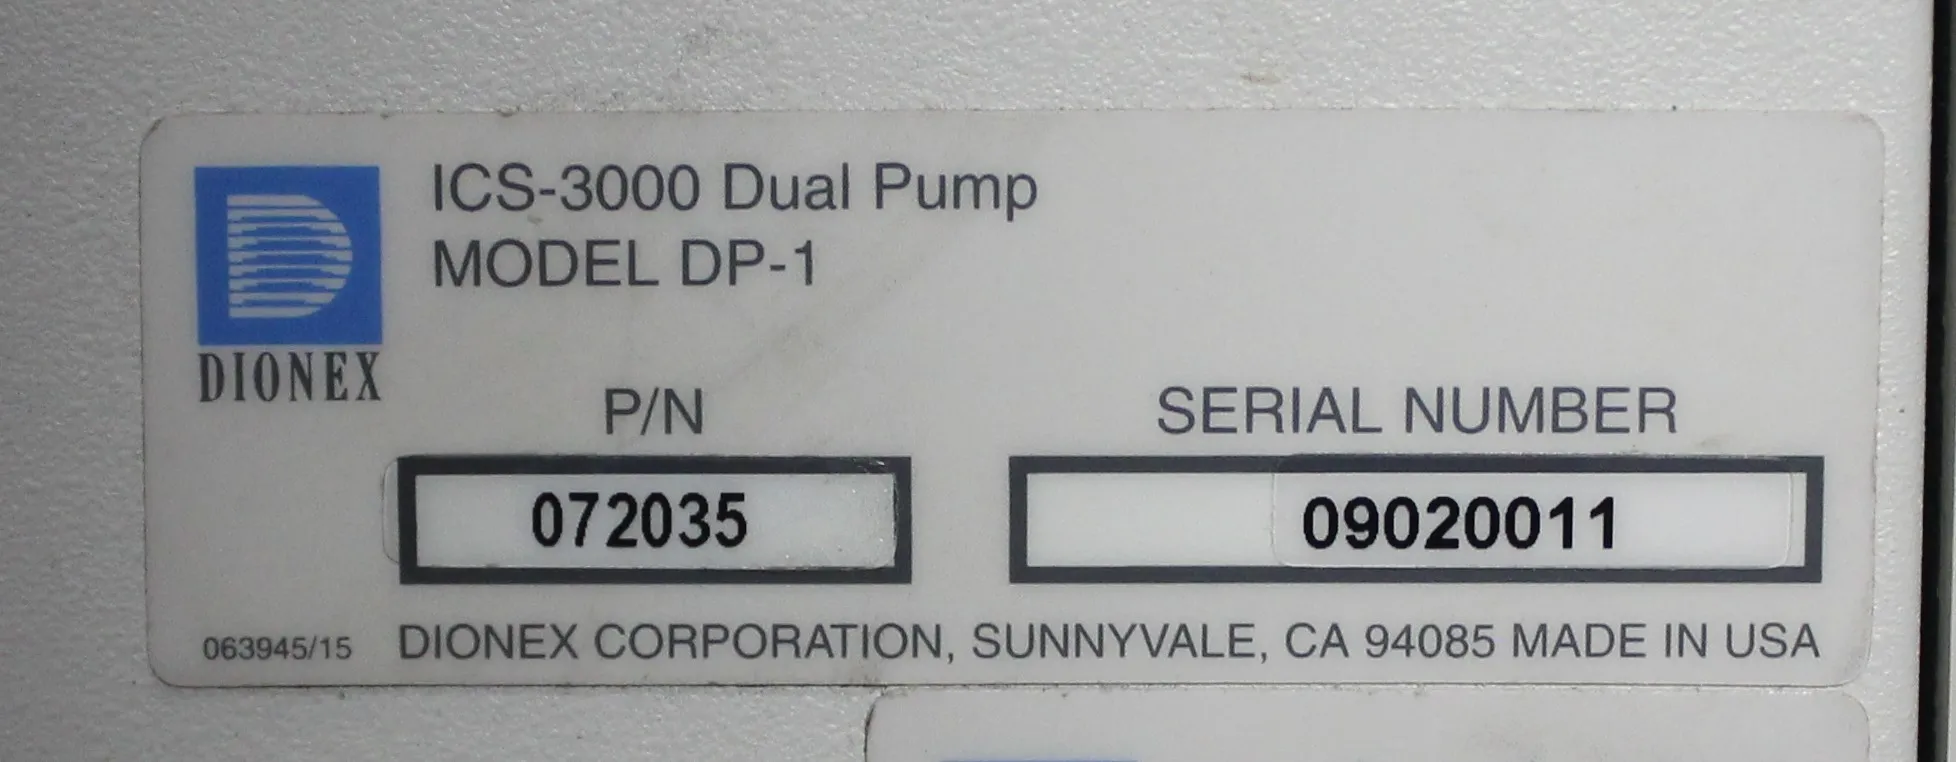 ICS-3000 Dual Pump
MODEL DP-1
DIONEX
P/N
SERIAL NUMBER
072035
09020011
063945/15
DIONEX CORPORATION, SUNNYVALE, CA 94085 MADE IN USA